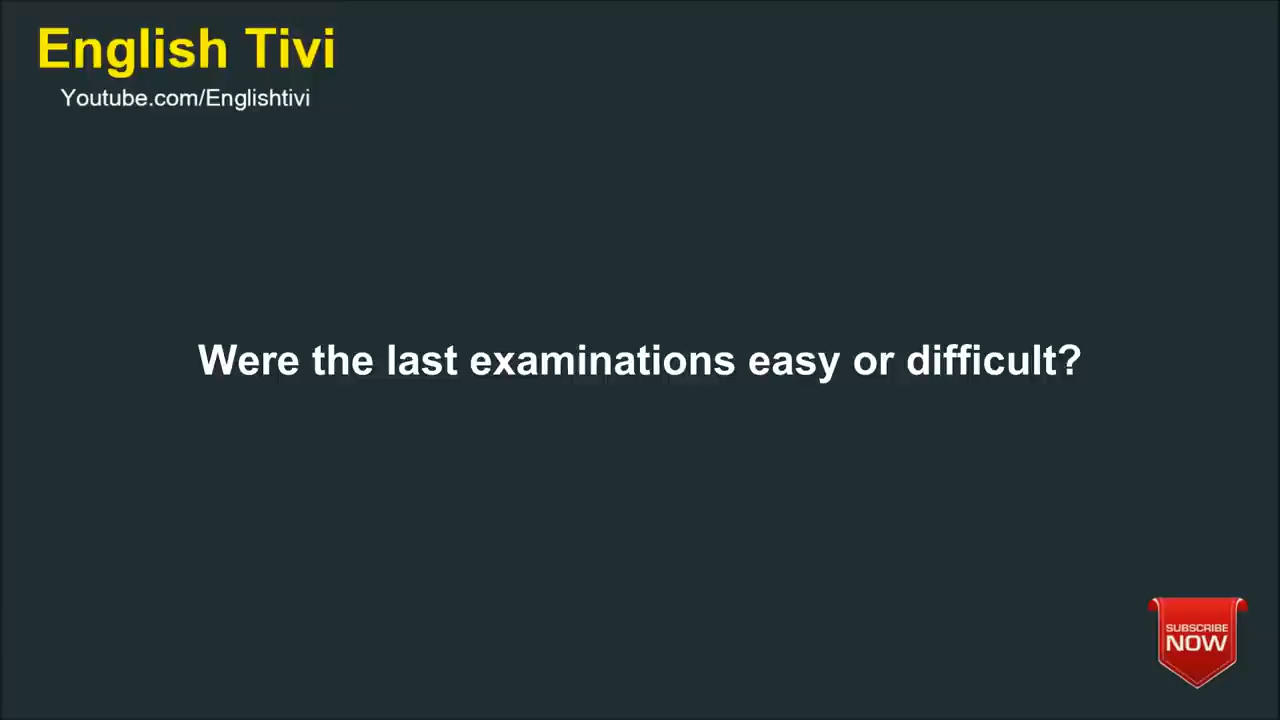 English Tivi
Youtube.com/Englishtivi
Were the last examinations easy or difficult?
SUBSCRIBE
NOW